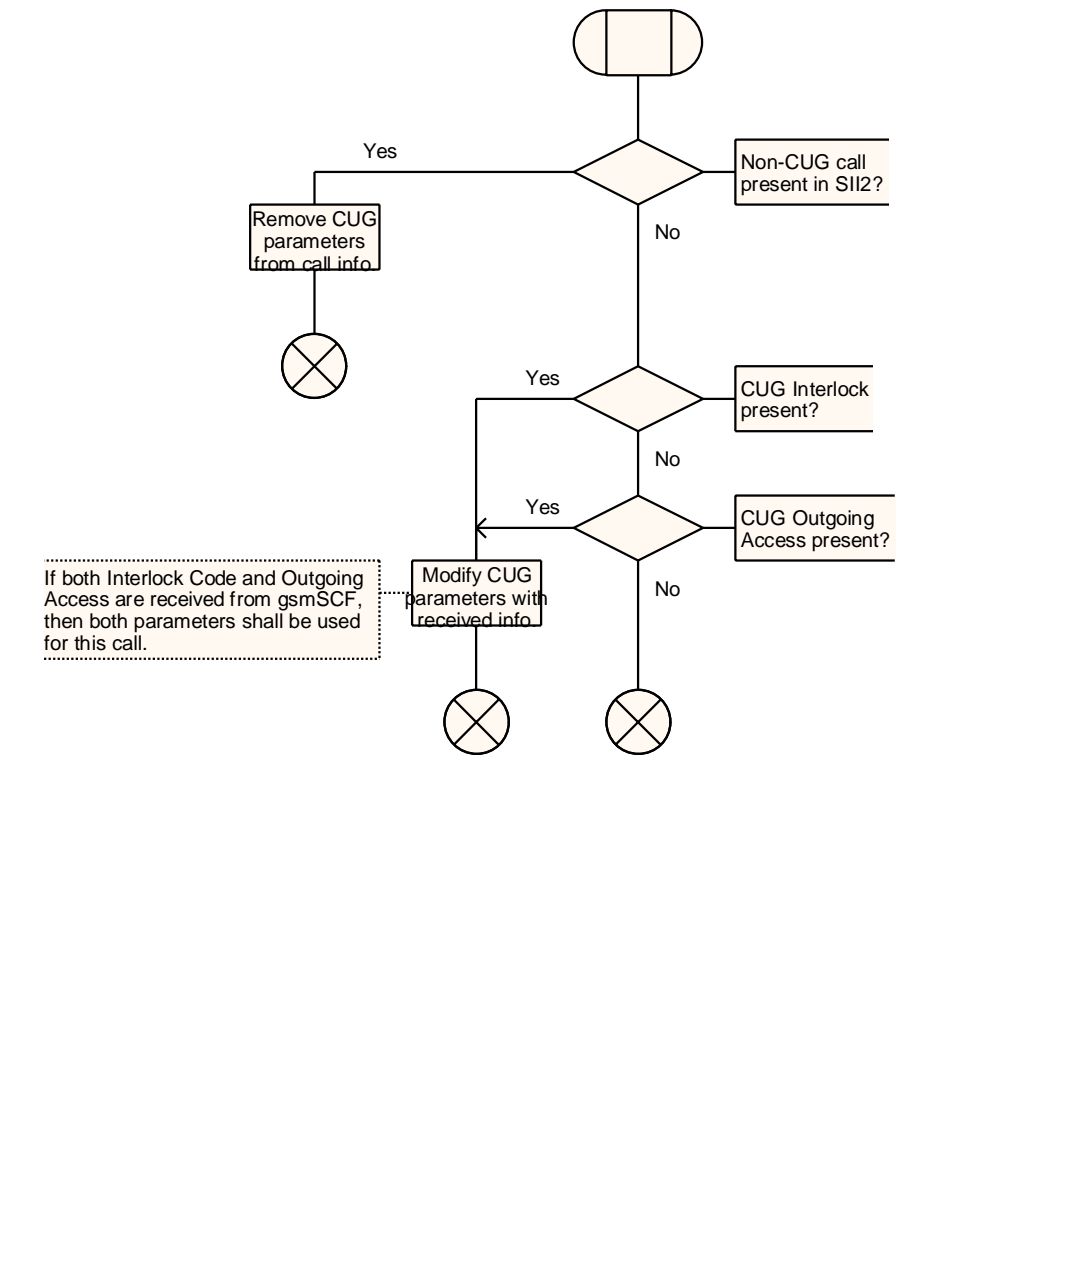 Yes
Non-CUG call
present in SII2?
Remove CUG
parameters
from call info.
No
Yes
CUG Interlock
present?
No
Yes
CUG Outgoing
Access present?
If both Interlock Code and Outgoing
Access are received from gsmSCF,
then both parameters shall be used
for this call.
Modify CUG
parameters with
received info.
No